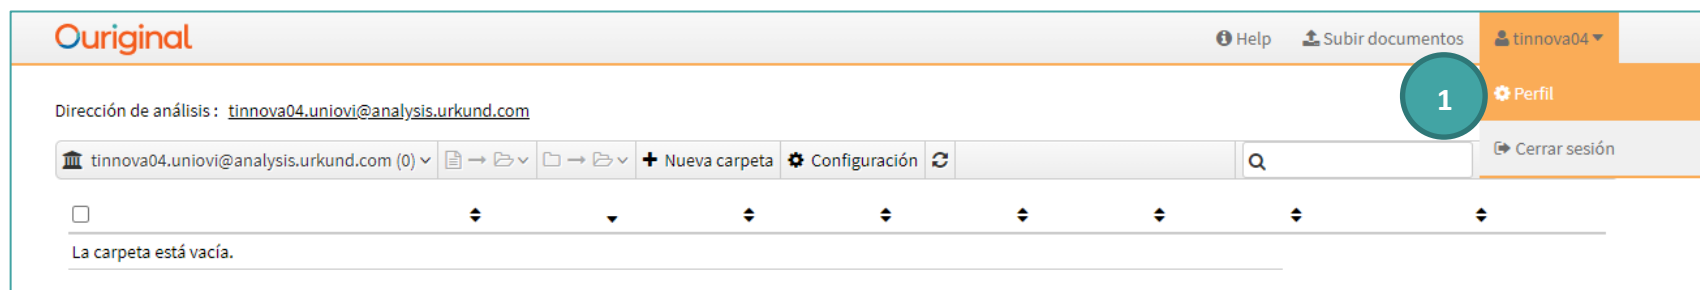 Ouriginal
Help Subir documentos tinnova04
1 Perfil
Dirección de análisis : tinnova04.uniovi@analysis.urkund.com
Cerrar sesión
tinnova04.uniovi@analysis.urkund.com (0) Nueva carpeta Configuración
La carpeta está vacía.